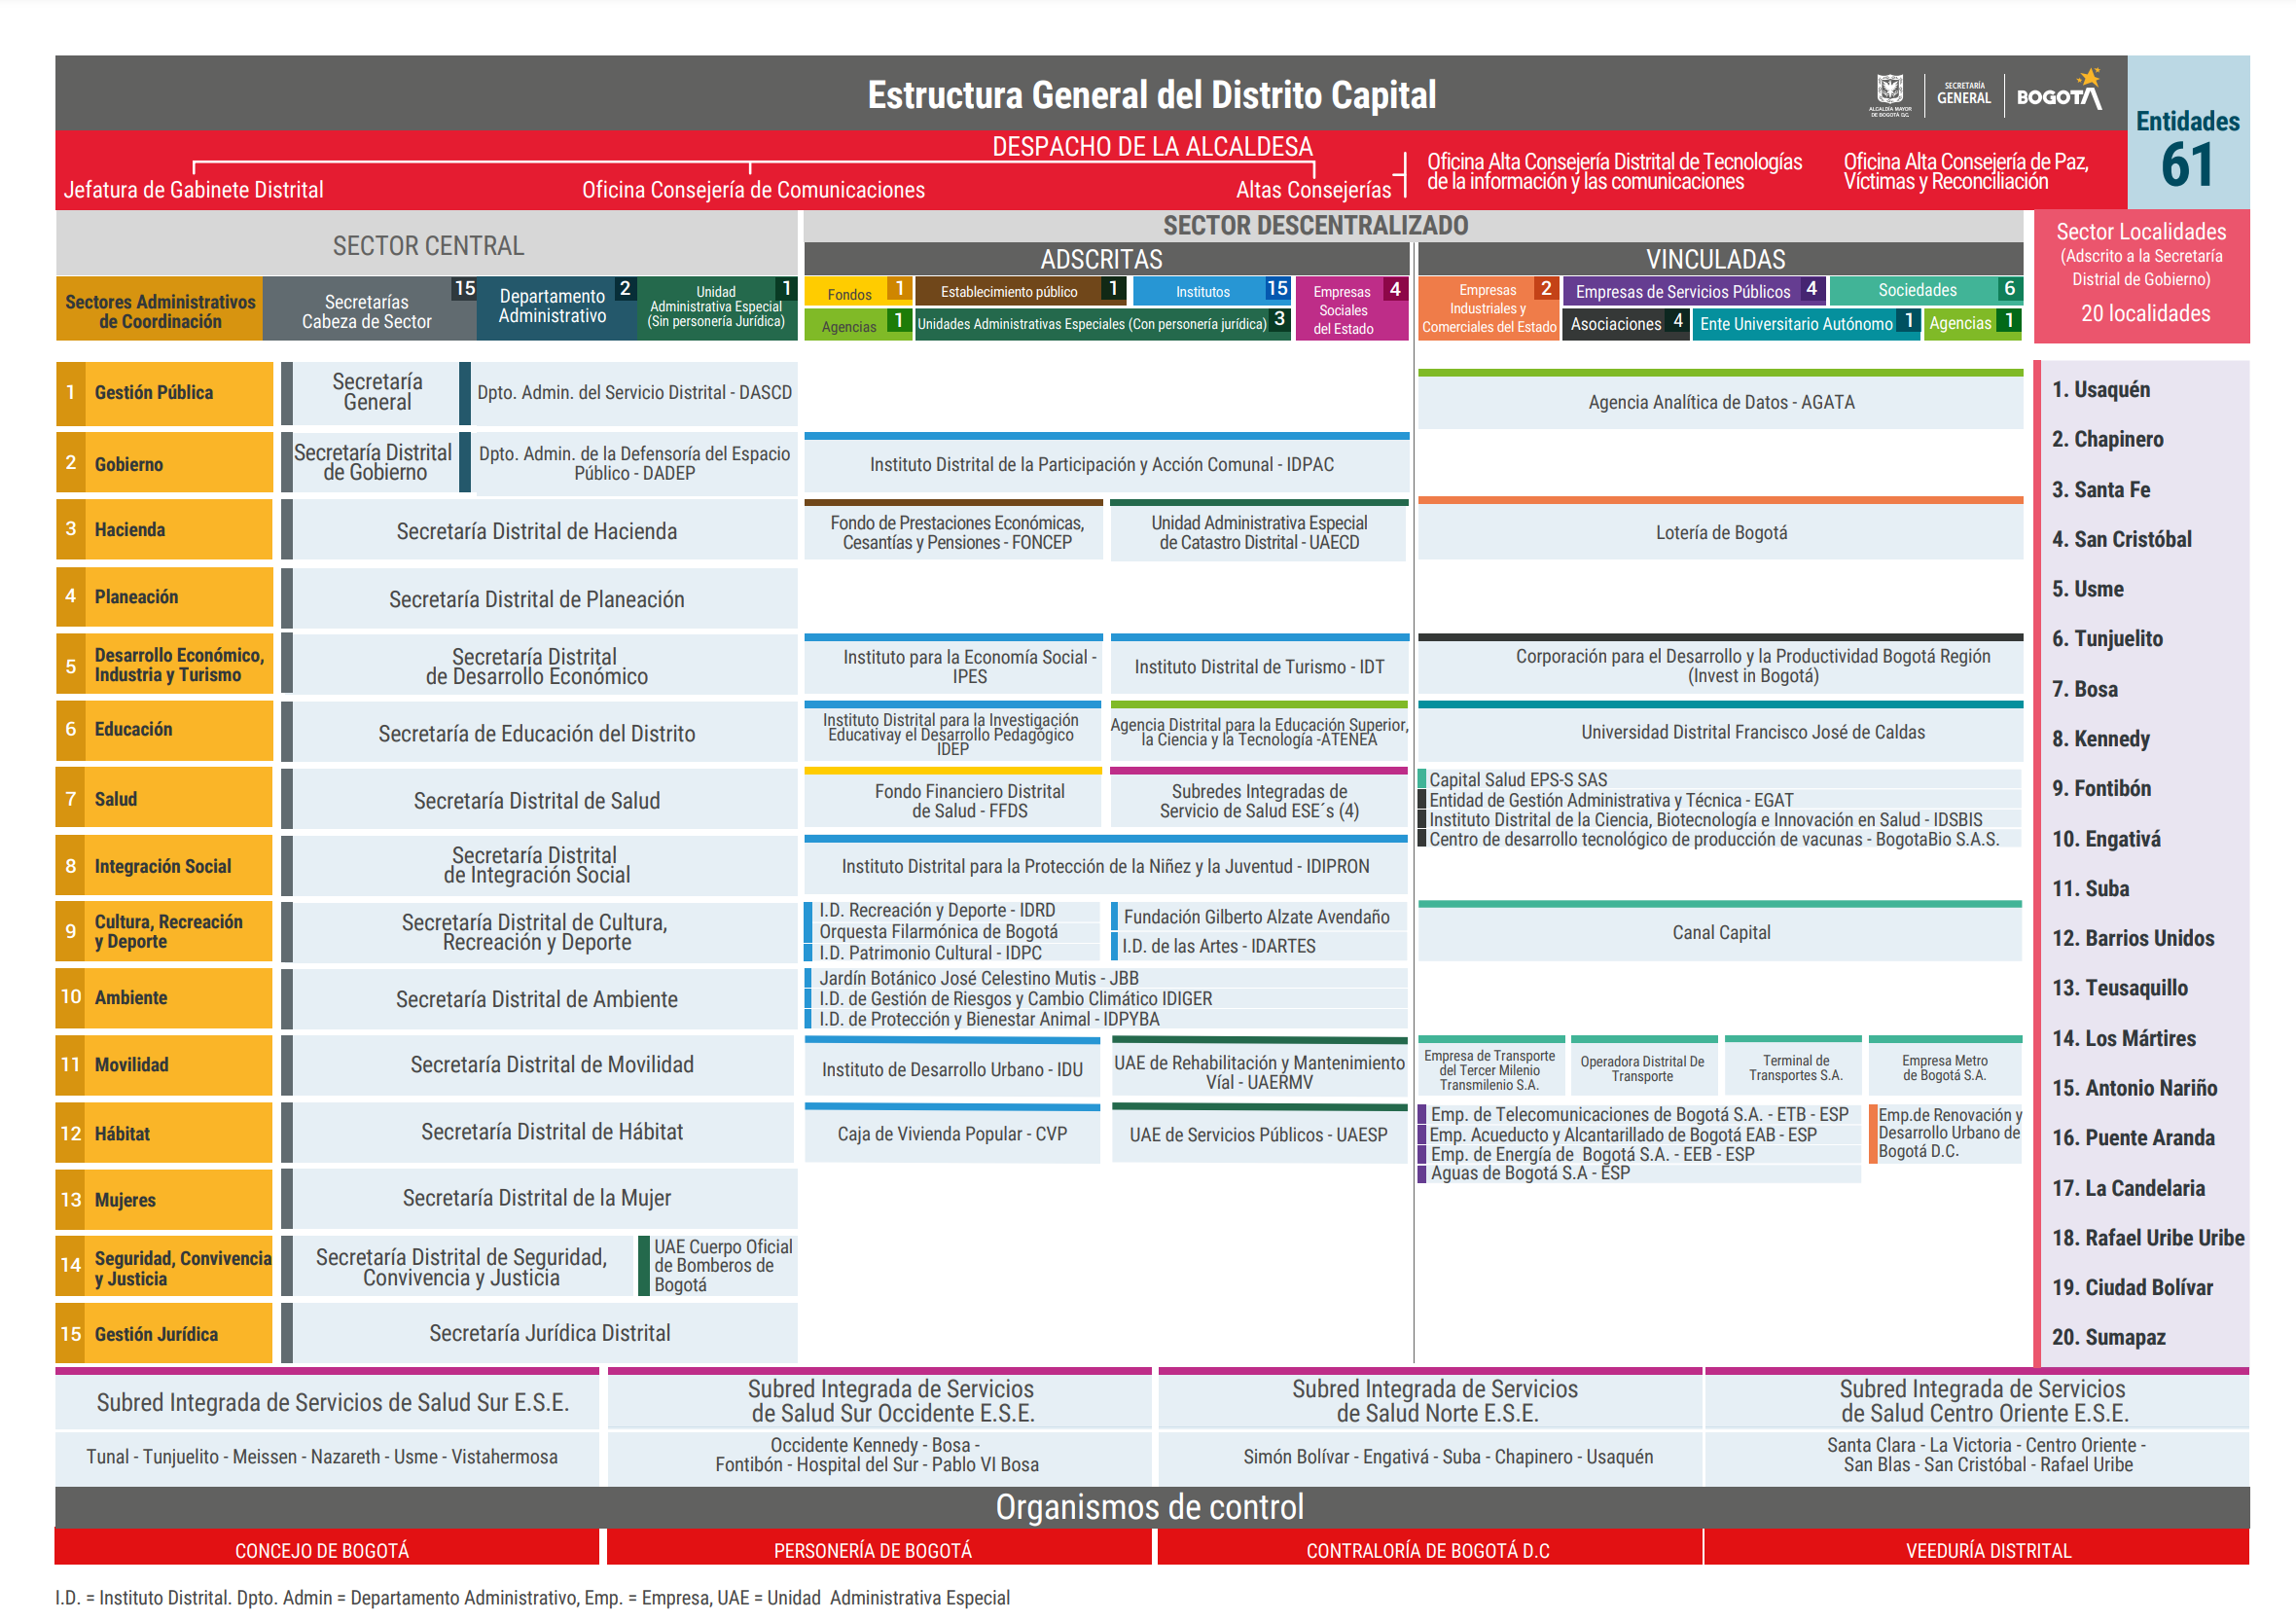 Estructura General del Distrito Capital
ALCALDÍA MAYOR
DE BOGOTÁ D.C.
SECRETARÍA
GENERAL
BOGOTÁ
Entidades
61
DESPACHO DE LA ALCALDESA
Jefatura de Gabinete Distrital
Oficina Consejería de Comunicaciones
Altas Consejerías
Oficina Alta Consejería Distrital de Tecnologías
de la información y las comunicaciones
Oficina Alta Consejería de Paz,
Víctimas y Reconciliación
SECTOR CENTRAL
SECTOR DESCENTRALIZADO
ADSCRITAS
VINCULADAS
Sector Localidades
(Adscrito a la Secretaría
Distrial de Gobierno)
20 localidades
Sectores Administrativos
de Coordinación
Secretarías
Cabeza de Sector
15
Departamento
Administrativo
2
Unidad
Administrativa Especial
(Sin personería Jurídica)
1
Fondos 1
Establecimiento público 1
Institutos 15
Empresas
Sociales
del Estado
4
Agencias 1
Unidades Administrativas Especiales (Con personería jurídica) 3
Empresas
Industriales y
Comerciales del Estado
2
Empresas de Servicios Públicos 4
Sociedades 6
Asociaciones 4
Ente Universitario Autónomo 1
Agencias 1
1 Gestión Pública
Secretaría
General
Dpto. Admin. del Servicio Distrital - DASCD
Agencia Analítica de Datos - AGATA
2 Gobierno
Secretaría Distrital
de Gobierno
Dpto. Admin. de la Defensoría del Espacio
Público - DADEP
Instituto Distrital de la Participación y Acción Comunal - IDPAC
3 Hacienda
Secretaría Distrital de Hacienda
Fondo de Prestaciones Económicas,
Cesantías y Pensiones - FONCEP
Unidad Administrativa Especial
de Catastro Distrital - UAECD
Lotería de Bogotá
4 Planeación
Secretaría Distrital de Planeación
5 Desarrollo Económico,
Industria y Turismo
Secretaría Distrital
de Desarrollo Económico
Instituto para la Economía Social -
IPES
Instituto Distrital de Turismo - IDT
Corporación para el Desarrollo y la Productividad Bogotá Región
(Invest in Bogotá)
6 Educación
Secretaría de Educación del Distrito
Instituto Distrital para la Investigación
Educativay el Desarrollo Pedagógico
IDEP
Agencia Distrital para la Educación Superior,
la Ciencia y la Tecnología -ATENEA
Universidad Distrital Francisco José de Caldas
7 Salud
Secretaría Distrital de Salud
Fondo Financiero Distrital
de Salud - FFDS
Subredes Integradas de
Servicio de Salud ESE´s (4)
Capital Salud EPS-S SAS
Entidad de Gestión Administrativa y Técnica - EGAT
Instituto Distrital de la Ciencia, Biotecnología e Innovación en Salud - IDSBIS
Centro de desarrollo tecnológico de producción de vacunas - BogotaBio S.A.S.
8 Integración Social
Secretaría Distrital
de Integración Social
Instituto Distrital para la Protección de la Niñez y la Juventud - IDIPRON
9 Cultura, Recreación
y Deporte
Secretaría Distrital de Cultura,
Recreación y Deporte
I.D. Recreación y Deporte - IDRD
Orquesta Filarmónica de Bogotá
I.D. Patrimonio Cultural - IDPC
Fundación Gilberto Alzate Avendaño
I.D. de las Artes - IDARTES
Canal Capital
10 Ambiente
Secretaría Distrital de Ambiente
Jardín Botánico José Celestino Mutis - JBB
I.D. de Gestión de Riesgos y Cambio Climático IDIGER
I.D. de Protección y Bienestar Animal - IDPYBA
11 Movilidad
Secretaría Distrital de Movilidad
Instituto de Desarrollo Urbano - IDU
UAE de Rehabilitación y Mantenimiento
Víal - UAERMV
Empresa de Transporte
del Tercer Milenio
Transmilenio S.A.
Operadora Distrital De
Transporte
Terminal de
Transportes S.A.
Empresa Metro
de Bogotá S.A.
12 Hábitat
Secretaría Distrital de Hábitat
Caja de Vivienda Popular - CVP
UAE de Servicios Públicos - UAESP
Emp. de Telecomunicaciones de Bogotá S.A. - ETB - ESP
Emp. Acueducto y Alcantarillado de Bogotá EAB - ESP
Emp. de Energía de Bogotá S.A. - EEB - ESP
Aguas de Bogotá S.A - ESP
Emp.de Renovación y
Desarrollo Urbano de
Bogotá D.C.
13 Mujeres
Secretaría Distrital de la Mujer
14 Seguridad, Convivencia
y Justicia
Secretaría Distrital de Seguridad,
Convivencia y Justicia
UAE Cuerpo Oficial
de Bomberos de
Bogotá
15 Gestión Jurídica
Secretaría Jurídica Distrital
1. Usaquén
2. Chapinero
3. Santa Fe
4. San Cristóbal
5. Usme
6. Tunjuelito
7. Bosa
8. Kennedy
9. Fontibón
10. Engativá
11. Suba
12. Barrios Unidos
13. Teusaquillo
14. Los Mártires
15. Antonio Nariño
16. Puente Aranda
17. La Candelaria
18. Rafael Uribe Uribe
19. Ciudad Bolívar
20. Sumapaz
Subred Integrada de Servicios de Salud Sur E.S.E.
Tunal - Tunjuelito - Meissen - Nazareth - Usme - Vistahermosa
Subred Integrada de Servicios
de Salud Sur Occidente E.S.E.
Occidente Kennedy - Bosa -
Fontibón - Hospital del Sur - Pablo VI Bosa
Subred Integrada de Servicios
de Salud Norte E.S.E.
Simón Bolívar - Engativá - Suba - Chapinero - Usaquén
Subred Integrada de Servicios
de Salud Centro Oriente E.S.E.
Santa Clara - La Victoria - Centro Oriente -
San Blas - San Cristóbal - Rafael Uribe
Organismos de control
CONCEJO DE BOGOTÁ
PERSONERÍA DE BOGOTÁ
CONTRALORÍA DE BOGOTÁ D.C
VEEDURÍA DISTRITAL
I.D. = Instituto Distrital. Dpto. Admin = Departamento Administrativo, Emp. = Empresa, UAE = Unidad Administrativa Especial